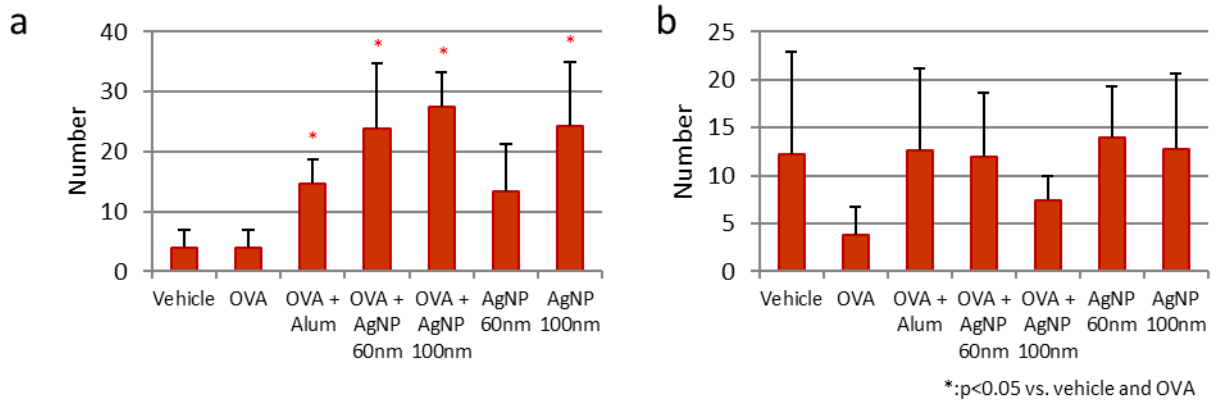 a
40
30
20
10
0
Number
*
*
*
*
Vehicle
OVA
OVA +
Alum
OVA +
AgNP
60nm
OVA +
AgNP
100nm
AgNP
60nm
AgNP
100nm
b
25
20
15
10
5
0
Number
Vehicle
OVA
OVA +
Alum
OVA +
AgNP
60nm
OVA +
AgNP
100nm
AgNP
60nm
AgNP
100nm
*:p<0.05 vs. vehicle and OVA